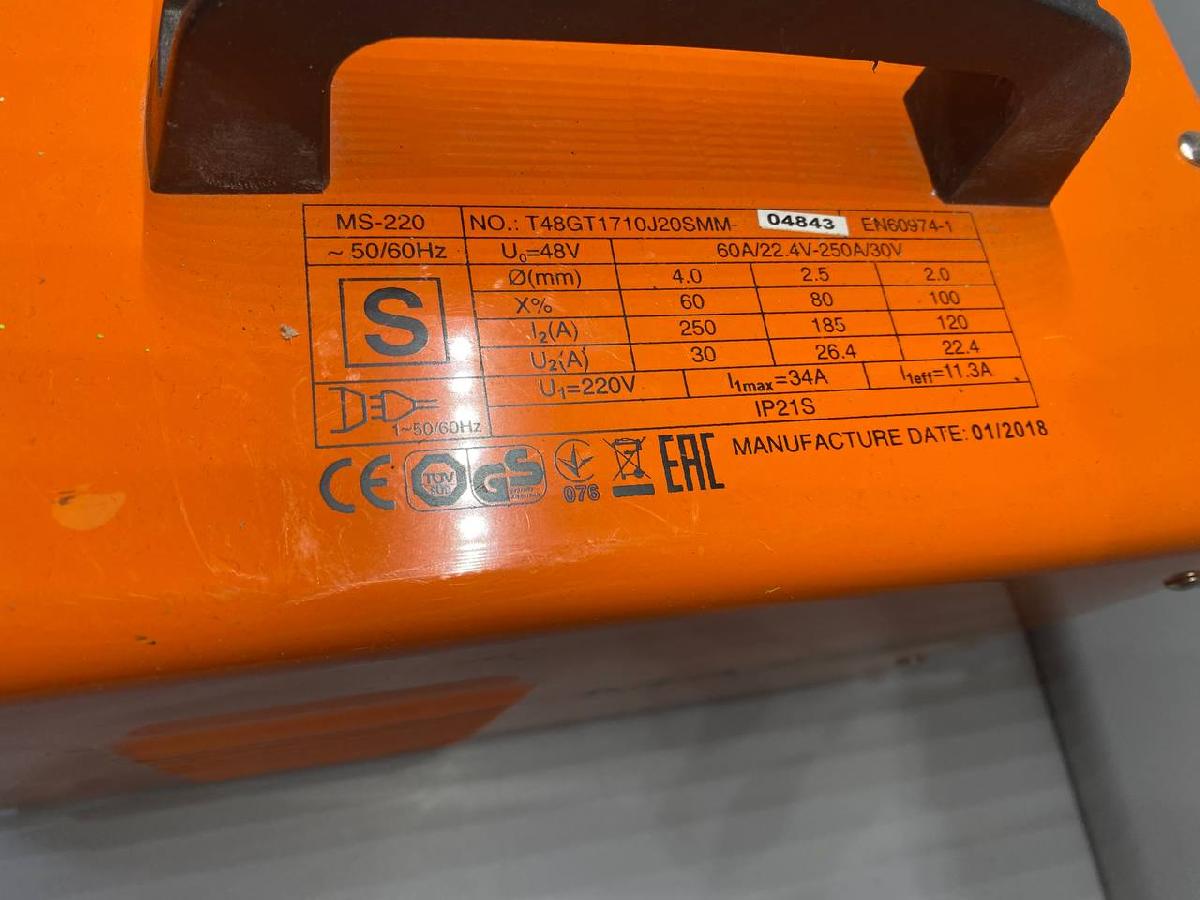 MS-220 NO.: T48GT1710J20SMM 04843 EN60974-1
~ 50/60Hz U₀=48V 60A/22.4V-250A/30V
Ø(mm) 4.0 2.5 2.0
S
X% 60 80 100
I₂(A) 250 185 120
U₂(A) 30 26.4 22.4
U₁=220V I₁max=34A I₁eff=11.3A
1~50/60Hz
IP21S
CE TÜV SÜD GS 076 EAC MANUFACTURE DATE: 01/2018